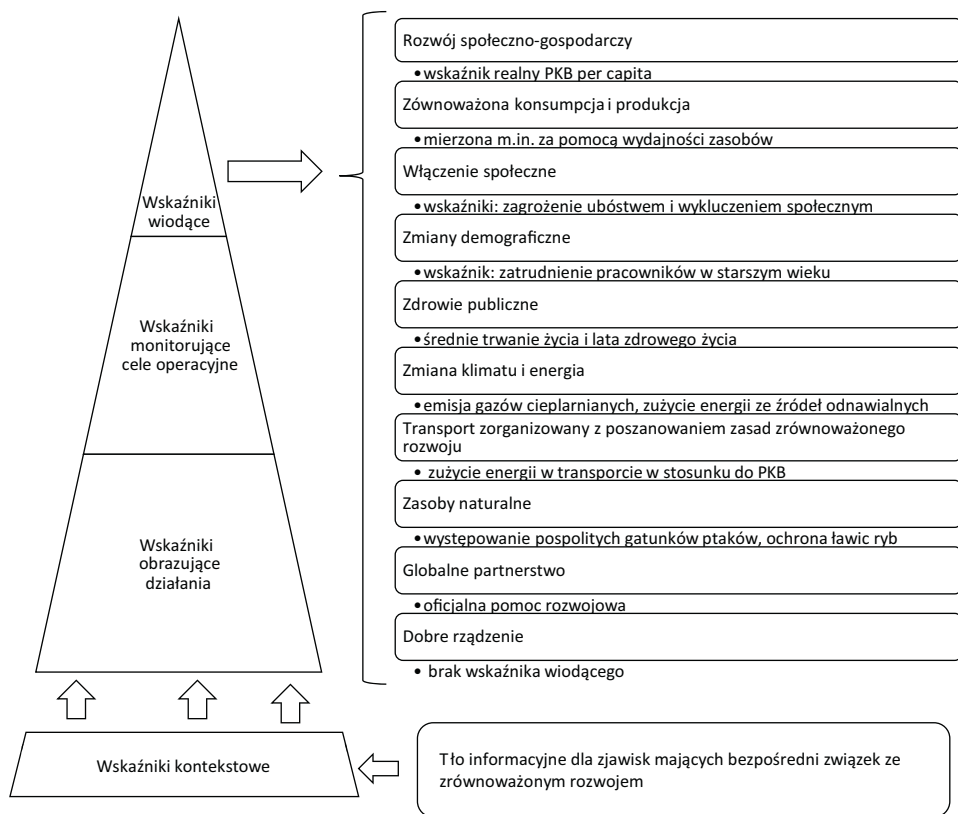 Wskaźniki
wiodące
Wskaźniki
monitorujące
cele operacyjne
Wskaźniki
obrazujące
działania
Wskaźniki kontekstowe
Rozwój społeczno-gospodarczy
•wskaźnik realny PKB per capita
Zównoważona konsumpcja i produkcja
•mierzona m.in. za pomocą wydajności zasobów
Włączenie społeczne
•wskaźniki: zagrożenie ubóstwem i wykluczeniem społecznym
Zmiany demograficzne
•wskaźnik: zatrudnienie pracowników w starszym wieku
Zdrowie publiczne
•średnie trwanie życia i lata zdrowego życia
Zmiana klimatu i energia
•emisja gazów cieplarnianych, zużycie energii ze źródeł odnawialnych
Transport zorganizowany z poszanowaniem zasad zrównoważonego
rozwoju
• zużycie energii w transporcie w stosunku do PKB
Zasoby naturalne
•występowanie pospolitych gatunków ptaków, ochrona ławic ryb
Globalne partnerstwo
•oficjalna pomoc rozwojowa
Dobre rządzenie
• brak wskaźnika wiodącego
Tło informacyjne dla zjawisk mających bezpośredni związek ze
zrównoważonym rozwojem